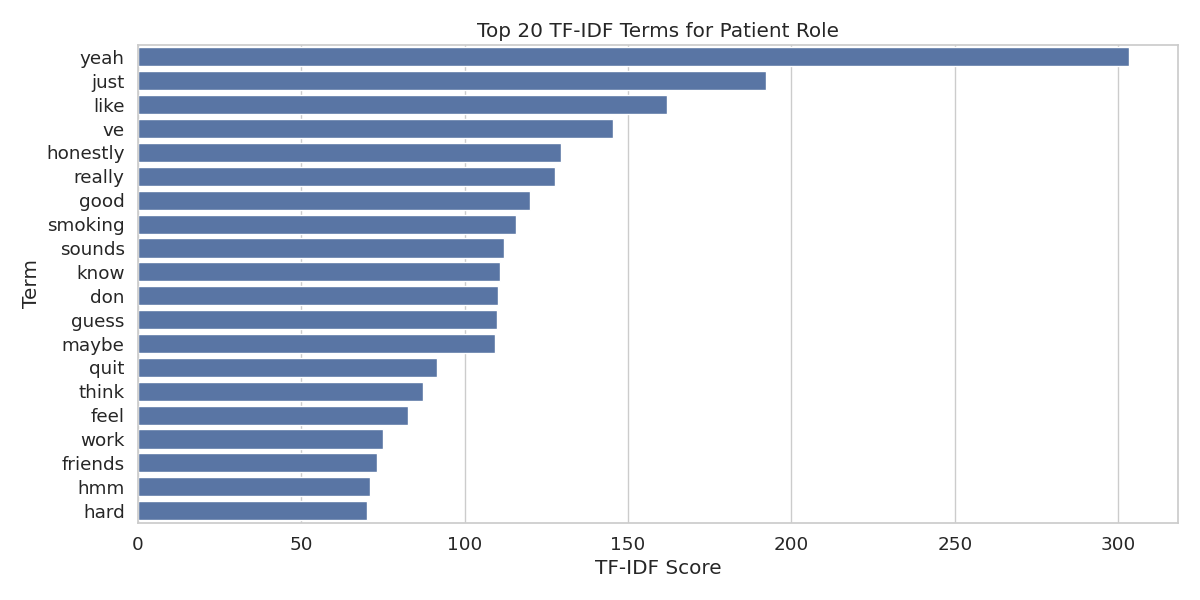 Top 20 TF-IDF Terms for Patient Role
yeah
just
like
ve
honestly
really
good
smoking
sounds
know
don
guess
maybe
quit
think
feel
work
friends
hmm
hard
Term
0 50 100 150 200 250 300
TF-IDF Score